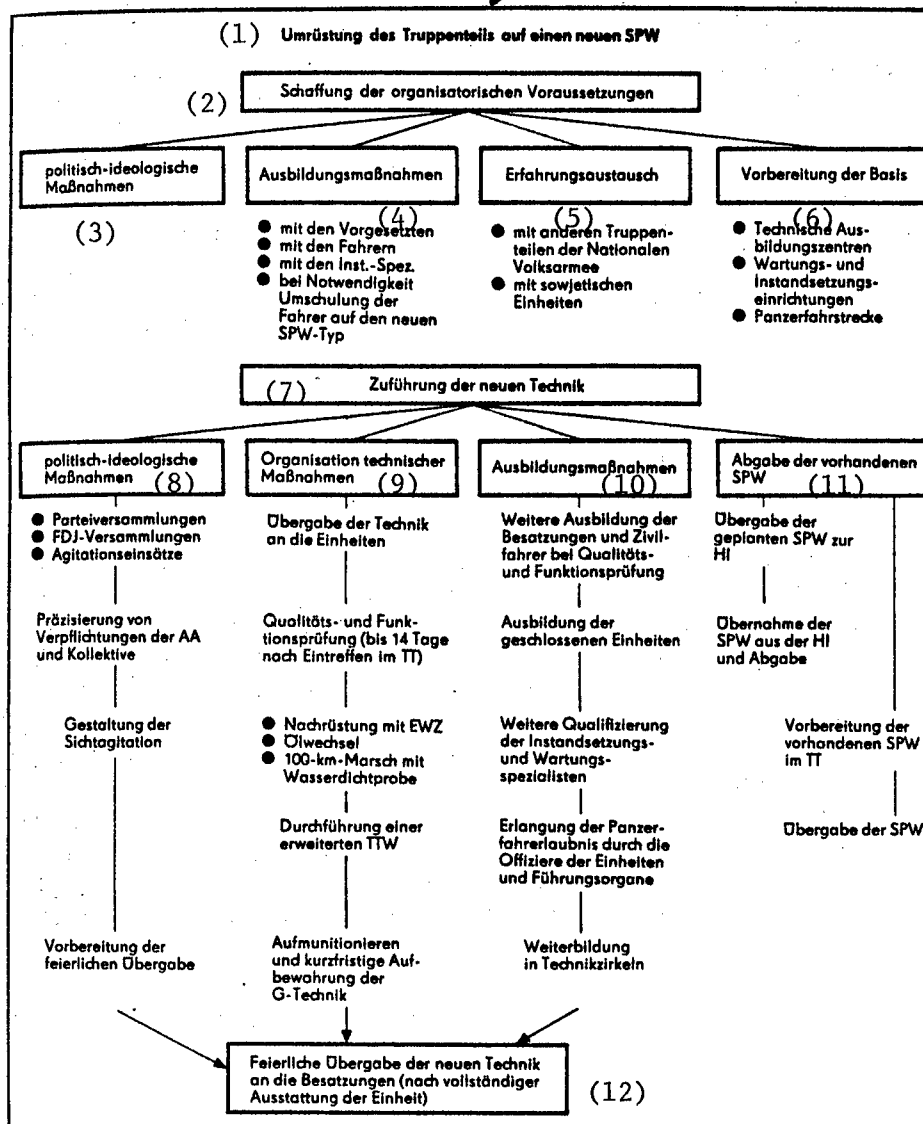 (1) Umrüstung des Truppenteils auf einen neuen SPW
(2) Schaffung der organisatorischen Voraussetzungen
politisch-ideologische
Maßnahmen
(3)
Ausbildungsmaßnahmen
(4)
● mit den Vorgesetzten
● mit den Fahrern
● mit den Inst.-Spez.
● bei Notwendigkeit
Umschulung der
Fahrer auf den neuen
SPW-Typ
Erfahrungsaustausch
(5)
● mit anderen Truppen-
teilen der Nationalen
Volksarmee
● mit sowjetischen
Einheiten
Vorbereitung der Basis
(6)
● Technische Aus-
bildungszentren
● Wartungs- und
Instandsetzungs-
einrichtungen
● Panzerfahrstrecke
(7) Zuführung der neuen Technik
politisch-ideologische
Maßnahmen (8)
● Parteiversammlungen
● FDJ-Versammlungen
● Agitationseinsätze
Präzisierung von
Verpflichtungen der AA
und Kollektive
Gestaltung der
Sichtagitation
Vorbereitung der
feierlichen Übergabe
Organisation technischer
Maßnahmen (9)
Übergabe der Technik
an die Einheiten
Qualitäts- und Funk-
tionsprüfung (bis 14 Tage
nach Eintreffen im TT)
● Nachrüstung mit EWZ
● Ölwechsel
● 100-km-Marsch mit
Wasserdichtprobe
Durchführung einer
erweiterten TTW
Aufmunitionieren
und kurzfristige Auf-
bewahrung der
G-Technik
Ausbildungsmaßnahmen
(10)
Weitere Ausbildung der
Besatzungen und Zivil-
fahrer bei Qualitäts-
und Funktionsprüfung
Ausbildung der
geschlossenen Einheiten
Weitere Qualifizierung
der Instandsetzungs-
und Wartungs-
spezialisten
Erlangung der Panzer-
fahrerlaubnis durch die
Offiziere der Einheiten
und Führungsorgane
Weiterbildung
in Technikzirkeln
Abgabe der vorhandenen
SPW (11)
Übergabe der
geplanten SPW zur
HI
Übernahme der
SPW aus der HI
und Abgabe
Vorbereitung der
vorhandenen SPW
im TT
Übergabe der SPW
Feierliche Übergabe der neuen Technik
an die Besatzungen (nach vollständiger
Ausstattung der Einheit)
(12)